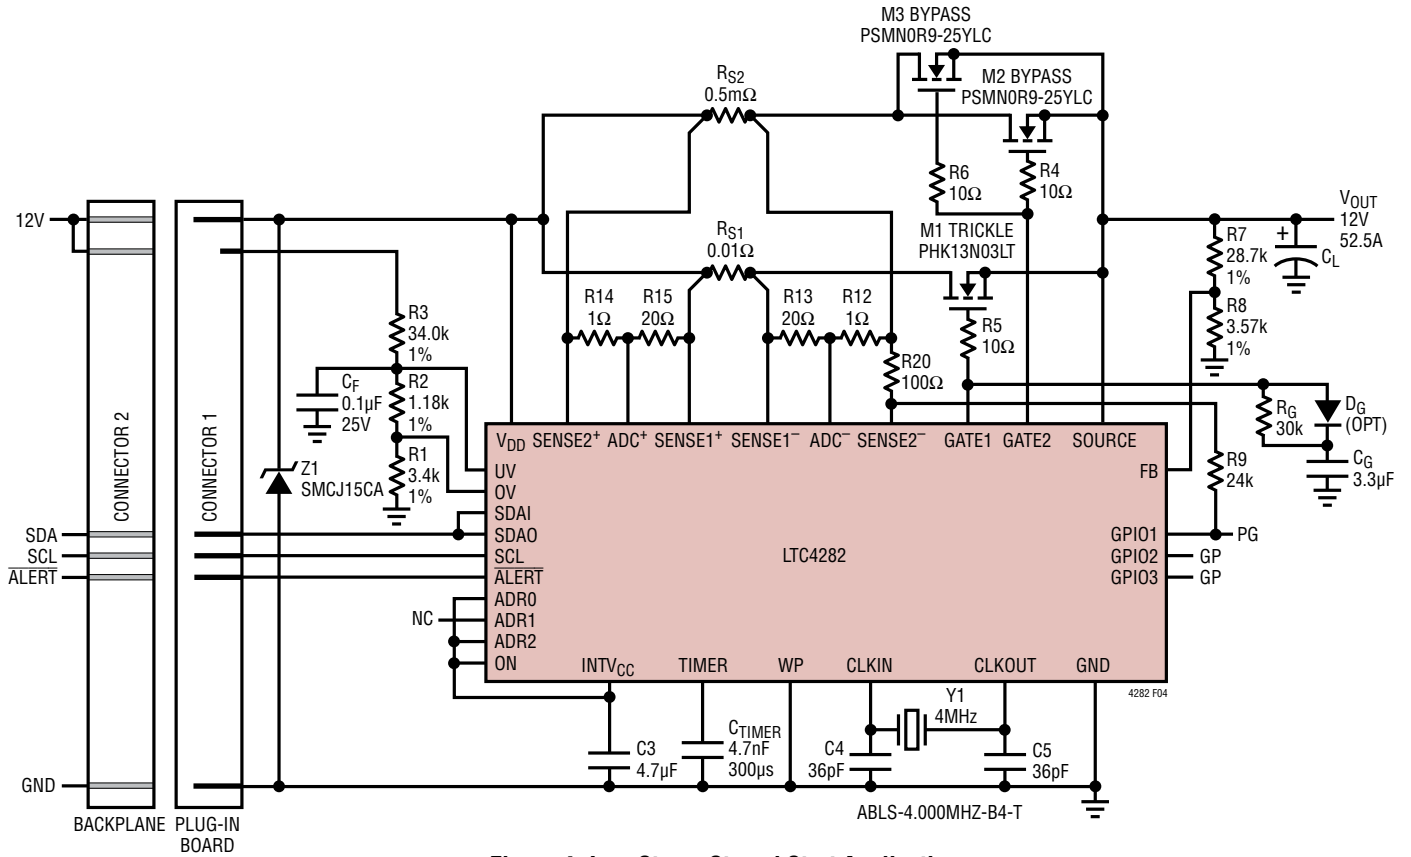 M3 BYPASS
PSMN0R9-25YLC
M2 BYPASS
PSMN0R9-25YLC
RS2
0.5mΩ
R6
10Ω
R4
10Ω
12V
VOUT
12V
52.5A
RS1
0.01Ω
M1 TRICKLE
PHK13N03LT
R7
28.7k
1%
+
CL
R14
1Ω
R15
20Ω
R13
20Ω
R12
1Ω
R5
10Ω
R8
3.57k
1%
R3
34.0k
1%
R20
100Ω
CF
0.1µF
25V
R2
1.18k
1%
RG
30k
DG
(OPT)
CONNECTOR 2
CONNECTOR 1
VDD
SENSE2+
ADC+
SENSE1+
SENSE1−
ADC−
SENSE2−
GATE1
GATE2
SOURCE
Z1
SMCJ15CA
R1
3.4k
1%
UV
OV
SDAI
SDAO
SCL
ALERT
ADR0
ADR1
ADR2
ON
FB
R9
24k
CG
3.3µF
SDA
SCL
ALERT
LTC4282
GPIO1
GPIO2
GPIO3
PG
GP
GP
NC
INTVCC
TIMER
WP
CLKIN
CLKOUT
GND
4282 F04
Y1
4MHz
C3
4.7µF
CTIMER
4.7nF
300µs
C4
36pF
C5
36pF
GND
ABLS-4.000MHZ-B4-T
BACKPLANE
PLUG-IN
BOARD